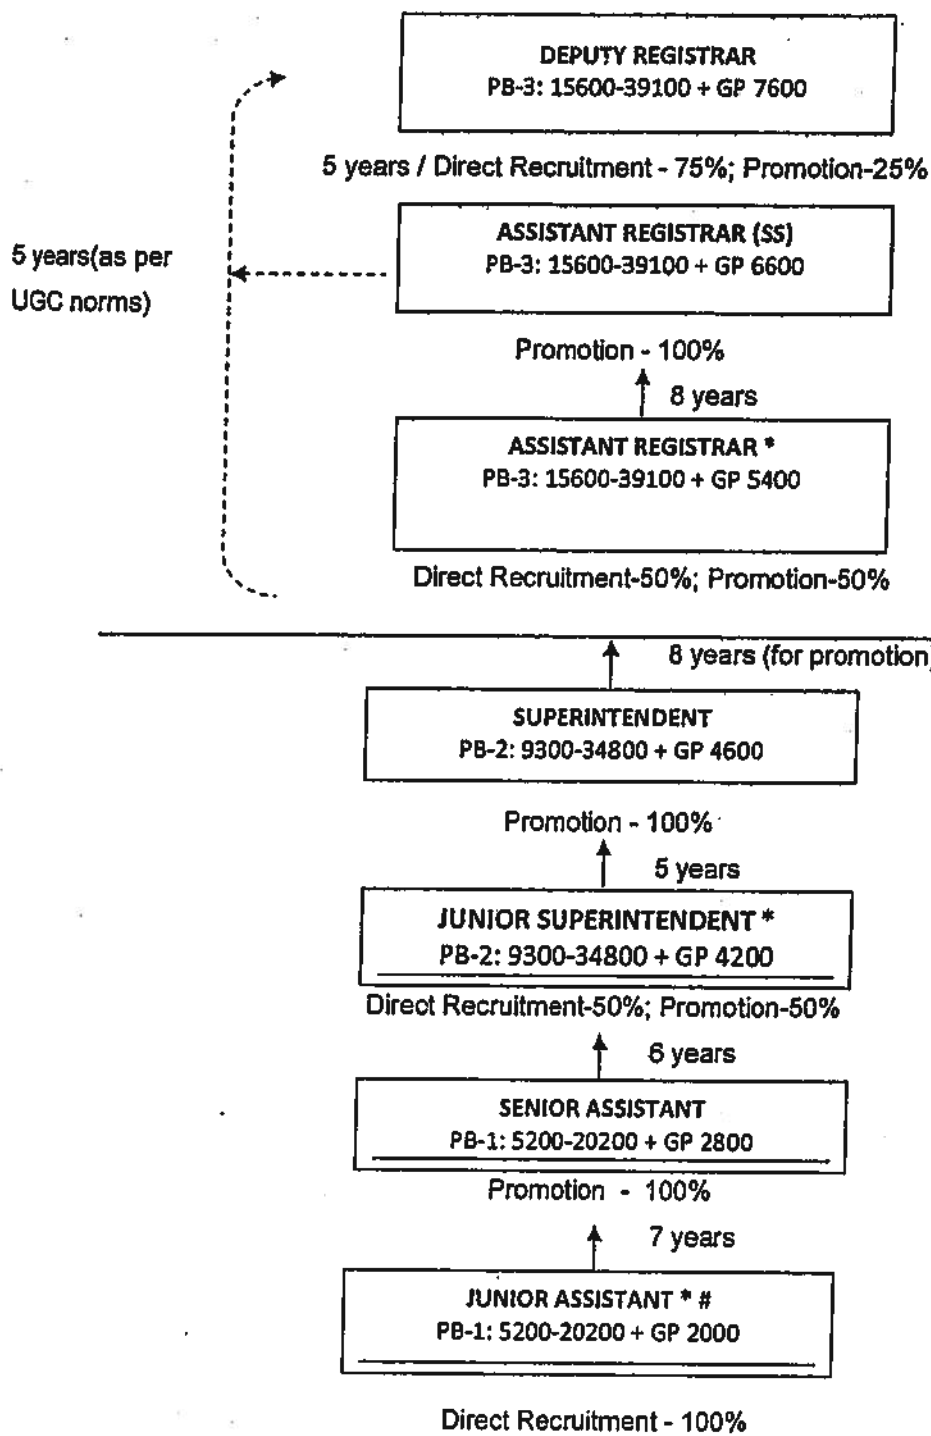 DEPUTY REGISTRAR
PB-3: 15600-39100 + GP 7600
5 years / Direct Recruitment - 75%; Promotion-25%
ASSISTANT REGISTRAR (SS)
PB-3: 15600-39100 + GP 6600
5 years(as per
UGC norms)
Promotion - 100%
8 years
ASSISTANT REGISTRAR *
PB-3: 15600-39100 + GP 5400
Direct Recruitment-50%; Promotion-50%
8 years (for promotion)
SUPERINTENDENT
PB-2: 9300-34800 + GP 4600
Promotion - 100%
5 years
JUNIOR SUPERINTENDENT *
PB-2: 9300-34800 + GP 4200
Direct Recruitment-50%; Promotion-50%
6 years
SENIOR ASSISTANT
PB-1: 5200-20200 + GP 2800
Promotion - 100%
7 years
JUNIOR ASSISTANT * #
PB-1: 5200-20200 + GP 2000
Direct Recruitment - 100%